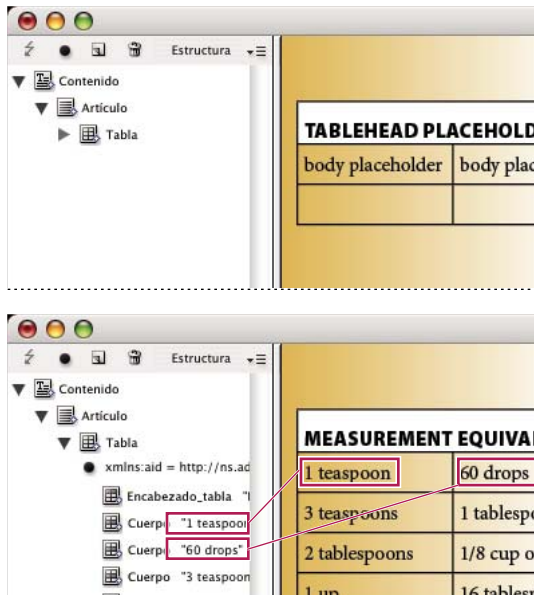 Estructura
Contenido
Artículo
Tabla
TABLEHEAD PLACEHOLD
body placeholder body plac
Estructura
Contenido
Artículo
Tabla
xmlns:aid = http://ns.ad
Encabezado_tabla
Cuerpo "1 teaspoon
Cuerpo "60 drops"
Cuerpo "3 teaspoon
MEASUREMENT EQUIVA
1 teaspoon 60 drops
3 teaspoons 1 tablespo
2 tablespoons 1/8 cup o
16 tables